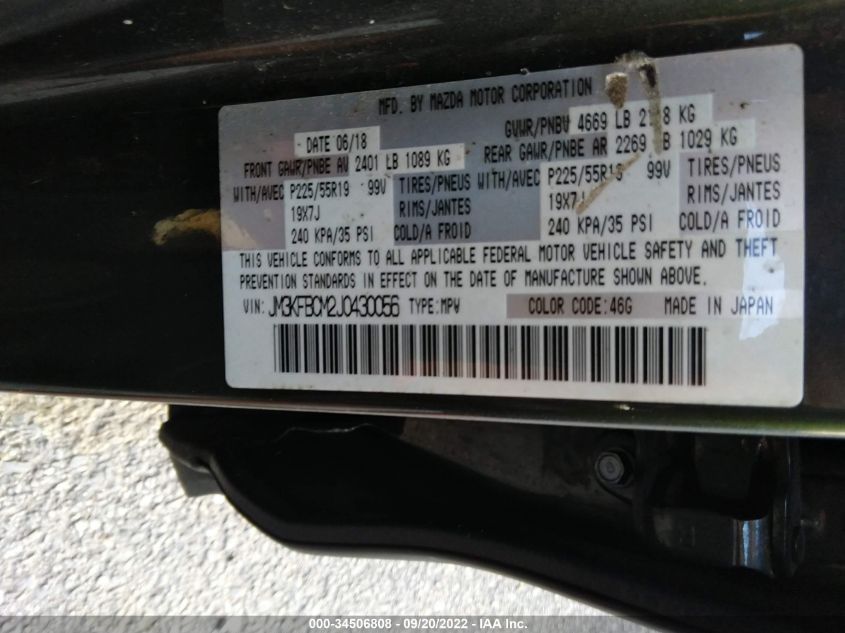 MFD. BY MAZDA MOTOR CORPORATION
DATE 06/18 GVWR/PNBV 4669 LB KG
FRONT GAWR/PNBE AV 2401 LB 1089 KG REAR GAWR/PNBE AR 2269 LB 1029 KG
WITH/AVEC P225/55R19 99V TIRES/PNEUS WITH/AVEC P225/55R19 99V TIRES/PNEUS
19X7J RIMS/JANTES 19X7J RIMS/JANTES
240 KPA/35 PSI COLD/A FROID 240 KPA/35 PSI COLD/A FROID
THIS VEHICLE CONFORMS TO ALL APPLICABLE FEDERAL MOTOR VEHICLE SAFETY AND THEFT
PREVENTION STANDARDS IN EFFECT ON THE DATE OF MANUFACTURE SHOWN ABOVE.
VIN: JM3KFBCM2J0430056 TYPE:MPV COLOR CODE:46G MADE IN JAPAN
000-34506808 - 09/20/2022 - IAA Inc.